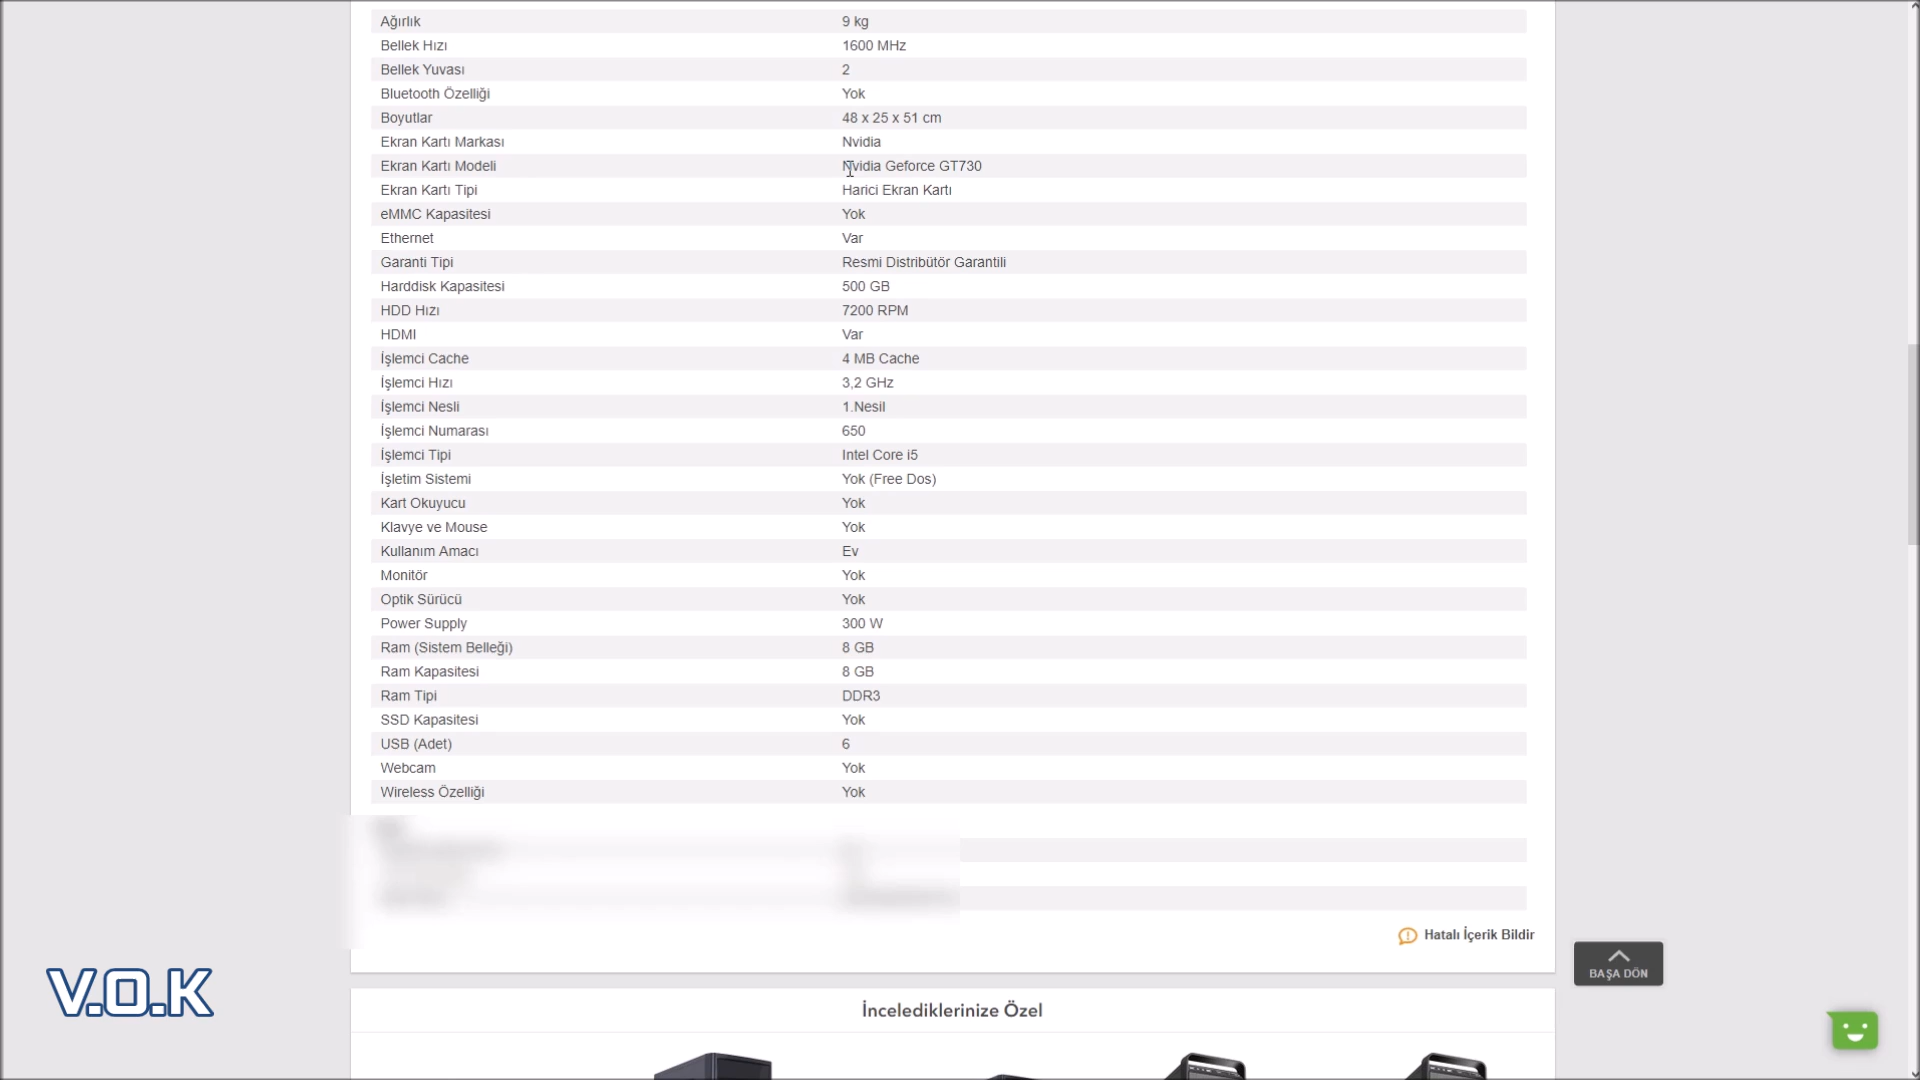 Ağırlık 9 kg
Bellek Hızı 1600 MHz
Bellek Yuvası 2
Bluetooth Özelliği Yok
Boyutlar 48 x 25 x 51 cm
Ekran Kartı Markası Nvidia
Ekran Kartı Modeli Nvidia Geforce GT730
Ekran Kartı Tipi Harici Ekran Kartı
eMMC Kapasitesi Yok
Ethernet Var
Garanti Tipi Resmi Distribütör Garantili
Harddisk Kapasitesi 500 GB
HDD Hızı 7200 RPM
HDMI Var
İşlemci Cache 4 MB Cache
İşlemci Hızı 3,2 GHz
İşlemci Nesli 1.Nesil
İşlemci Numarası 650
İşlemci Tipi Intel Core i5
İşletim Sistemi Yok (Free Dos)
Kart Okuyucu Yok
Klavye ve Mouse Yok
Kullanım Amacı Ev
Monitör Yok
Optik Sürücü Yok
Power Supply 300 W
Ram (Sistem Belleği) 8 GB
Ram Kapasitesi 8 GB
Ram Tipi DDR3
SSD Kapasitesi Yok
USB (Adet) 6
Webcam Yok
Wireless Özelliği Yok
Hatalı İçerik Bildir
BAŞA DÖN
V.O.K
İncelediklerinize Özel